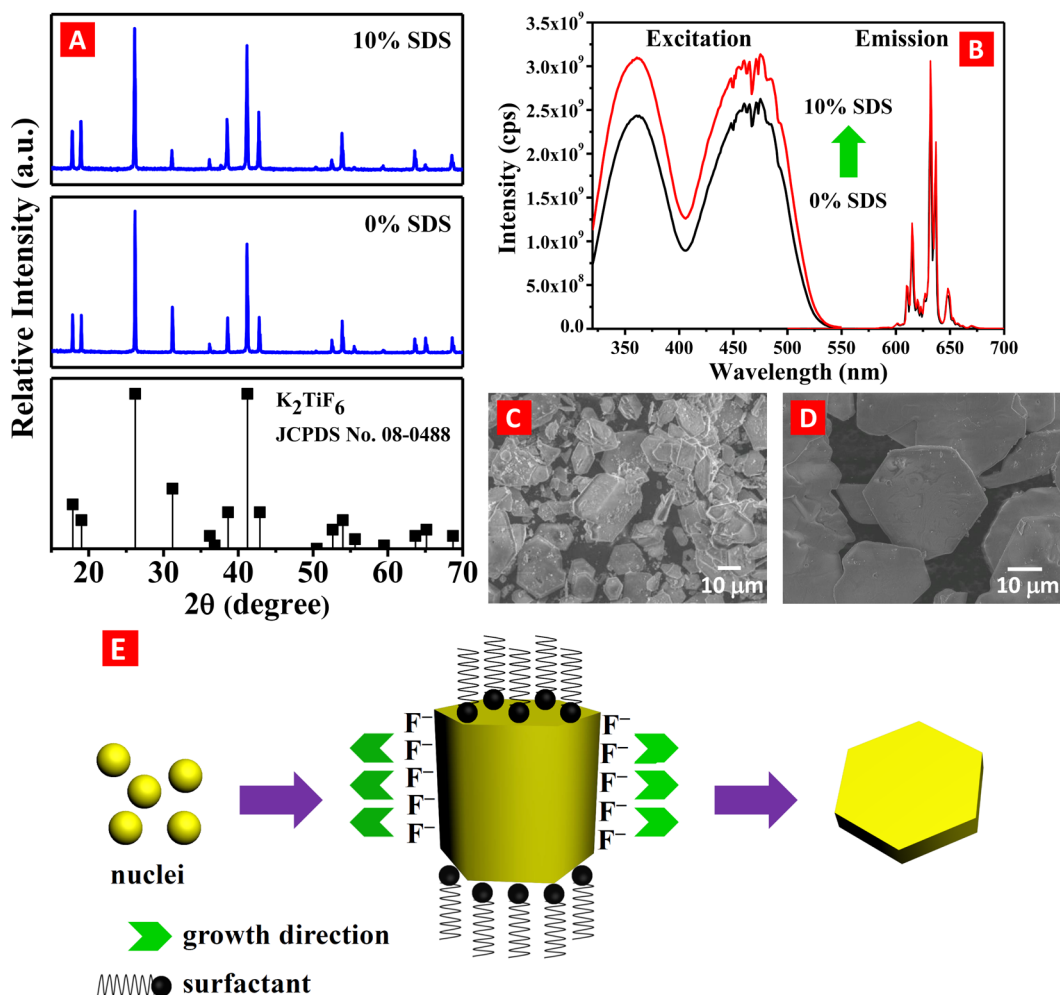 A
10% SDS
0% SDS
K₂TiF₆
JCPDS No. 08-0488
Relative Intensity (a.u.)
20 30 40 50 60 70
2θ (degree)
B
Excitation
Emission
10% SDS
0% SDS
Intensity (cps)
3.5x10⁹
3.0x10⁹
2.5x10⁹
2.0x10⁹
1.5x10⁹
1.0x10⁹
5.0x10⁸
0.0
350 400 450 500 550 600 650 700
Wavelength (nm)
C
10 μm
D
10 μm
E
nuclei
F⁻
F⁻
F⁻
F⁻
F⁻
F⁻
F⁻
F⁻
F⁻
F⁻
growth direction
surfactant